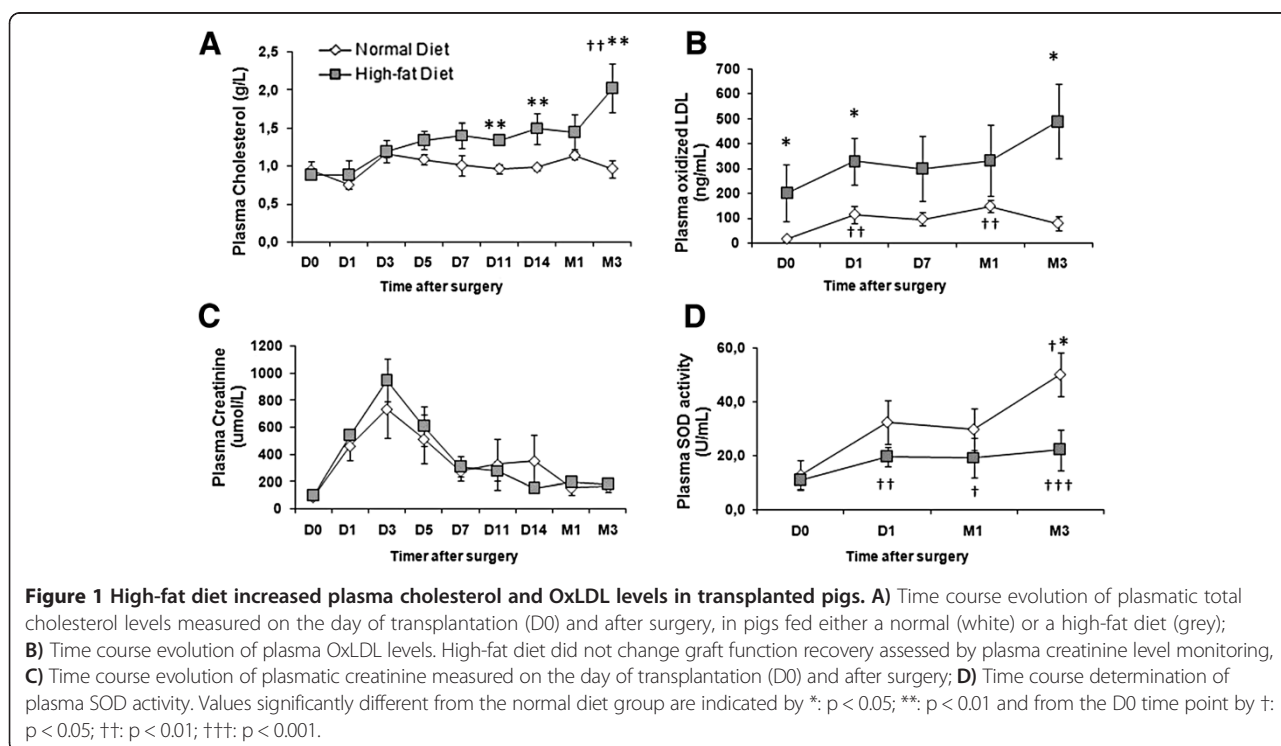 A
Normal Diet
High-fat Diet
Plasma Cholesterol (g/L)
2,5
2,0
1,5
1,0
0,5
0,0
**
**
††**
D0 D1 D3 D5 D7 D11 D14 M1 M3
Time after surgery
B
Plasma oxidized LDL
(ng/mL)
700
600
500
400
300
200
100
0
*
*
*
††
††
D0 D1 D7 M1 M3
Time after surgery
C
Plasma Creatinine
(umol/L)
1200
1000
800
600
400
200
0
D0 D1 D3 D5 D7 D11 D14 M1 M3
Timer after surgery
D
Plasma SOD activity
(U/mL)
60,0
40,0
20,0
0,0
†*
††
†
†††
D0 D1 M1 M3
Time after surgery
Figure 1 High-fat diet increased plasma cholesterol and OxLDL levels in transplanted pigs. A) Time course evolution of plasmatic total
cholesterol levels measured on the day of transplantation (D0) and after surgery, in pigs fed either a normal (white) or a high-fat diet (grey);
B) Time course evolution of plasma OxLDL levels. High-fat diet did not change graft function recovery assessed by plasma creatinine level monitoring,
C) Time course evolution of plasmatic creatinine measured on the day of transplantation (D0) and after surgery; D) Time course determination of
plasma SOD activity. Values significantly different from the normal diet group are indicated by *: p < 0.05; **: p < 0.01 and from the D0 time point by †:
p < 0.05; ††: p < 0.01; †††: p < 0.001.